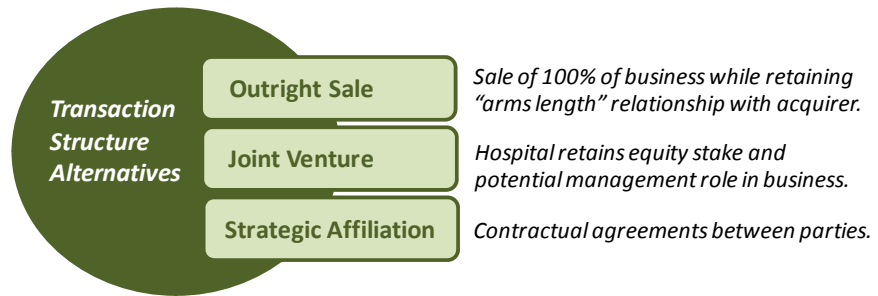 Transaction
Structure
Alternatives
Outright Sale
Sale of 100% of business while retaining
“arms length” relationship with acquirer.
Joint Venture
Hospital retains equity stake and
potential management role in business.
Strategic Affiliation
Contractual agreements between parties.